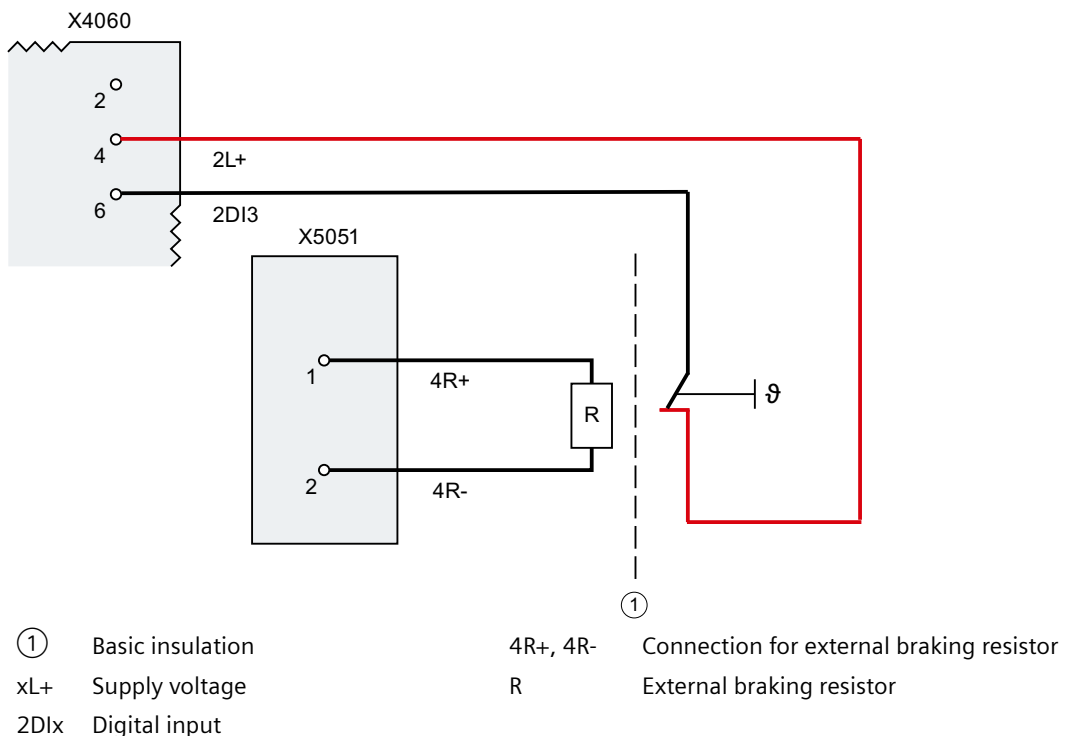 X4060
2
4
2L+
6
2DI3
X5051
1
4R+
R
ϑ
2
4R-
1
① Basic insulation
4R+, 4R- Connection for external braking resistor
xL+ Supply voltage
R External braking resistor
2DIx Digital input